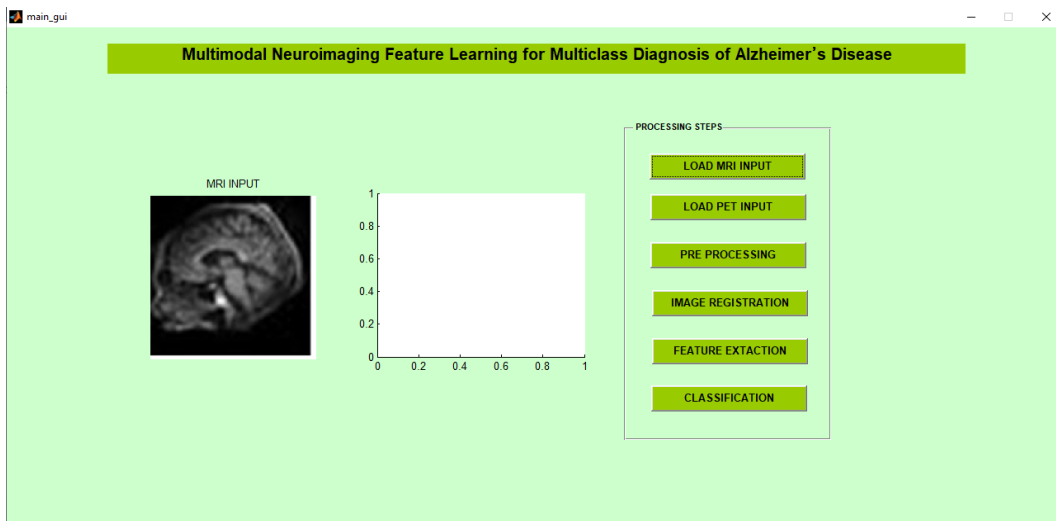 main_gui
Multimodal Neuroimaging Feature Learning for Multiclass Diagnosis of Alzheimer's Disease
MRI INPUT
1
0.8
0.6
0.4
0.2
0
0 0.2 0.4 0.6 0.8 1
PROCESSING STEPS
LOAD MRI INPUT
LOAD PET INPUT
PRE PROCESSING
IMAGE REGISTRATION
FEATURE EXTACTION
CLASSIFICATION